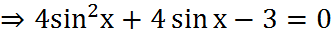 ⇒ 4sin²x + 4 sin x − 3 = 0